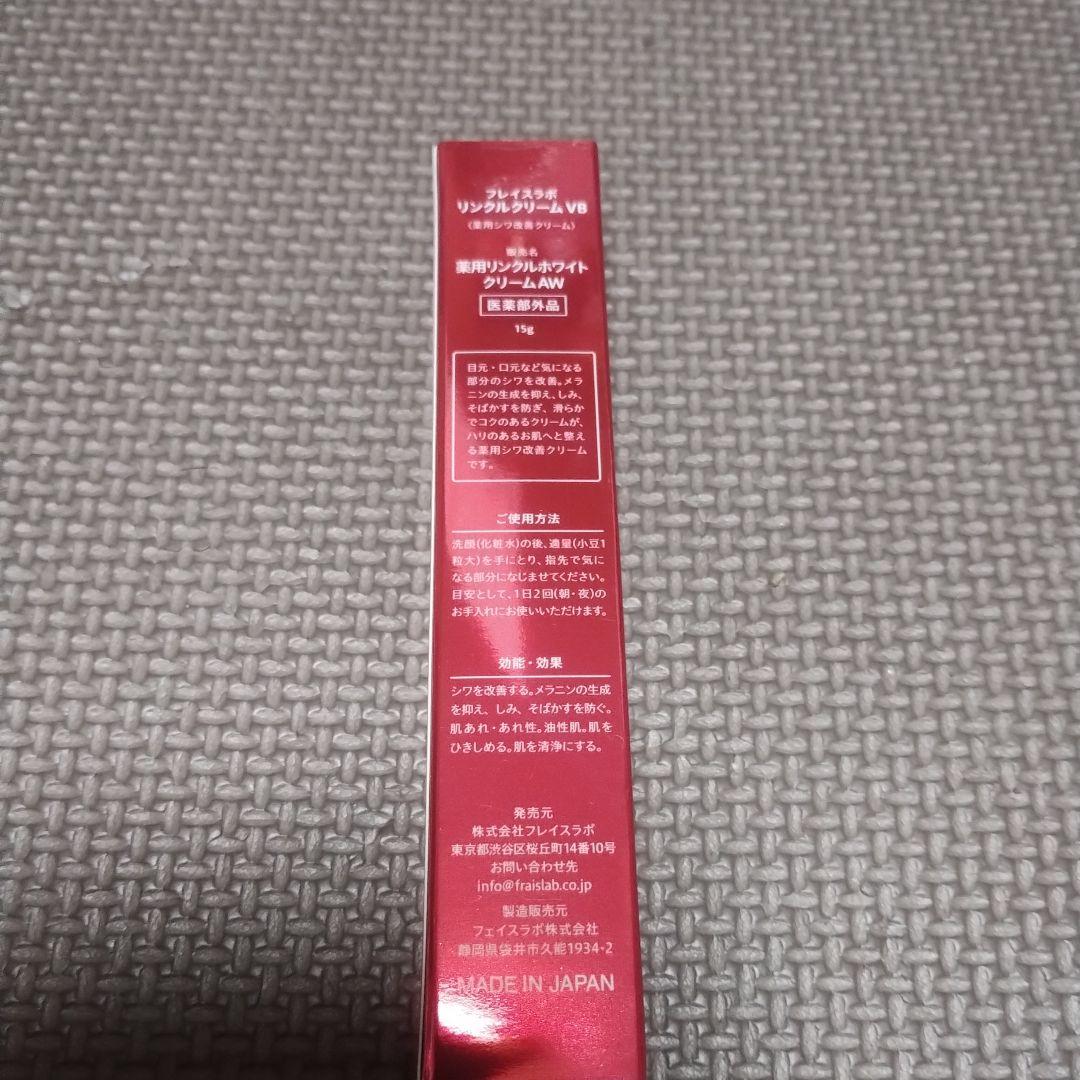 フレイスラボ
リンクルクリーム VB
(薬用シワ改善クリーム)
販売名
薬用リンクルホワイト
クリームAW
医薬部外品
15g
目元・口元など気になる
部分のシワを改善。メラ
ニンの生成を抑え、しみ、
そばかすを防ぎ、滑らか
でコクのあるクリームが、
ハリのあるお肌へと整え
る薬用シワ改善クリーム
です。
ご使用方法
洗顔(化粧水)の後、適量(小豆1
粒大)を手にとり、指先で気に
なる部分になじませてください。
目安として、1日2回(朝・夜)の
お手入れにお使いいただけます。
効能・効果
シワを改善する。メラニンの生成
を抑え、しみ、そばかすを防ぐ。
肌あれ・あれ性。油性肌。肌を
ひきしめる。肌を清浄にする。
発売元
株式会社フレイスラボ
東京都渋谷区桜丘町14番10号
お問い合わせ先
info@fraislab.co.jp
製造販売元
フェイスラボ株式会社
静岡県袋井市久能1934-2
MADE IN JAPAN